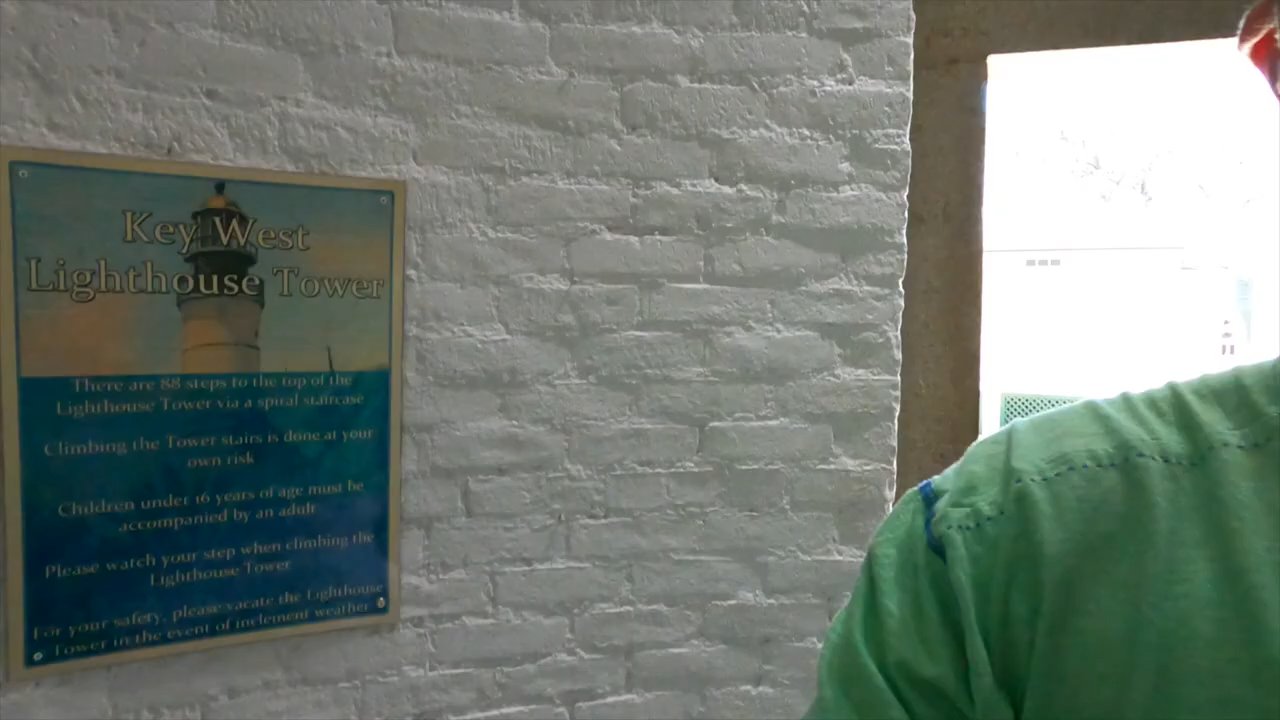 Key West
Lighthouse Tower
There are 88 steps to the top of the
Lighthouse Tower via a spiral staircase
Climbing the Tower stairs is done at your
own risk
Children under 16 years of age must be
accompanied by an adult
Please watch your step when climbing the
Lighthouse Tower
For your safety, please vacate the Lighthouse
Tower in the event of inclement weather